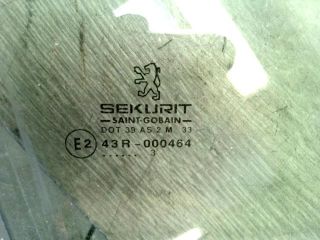 SEKURIT
SAINT-GOBAIN
DOT 39 AS 2 M 33
E2 43R-000464
...... 3